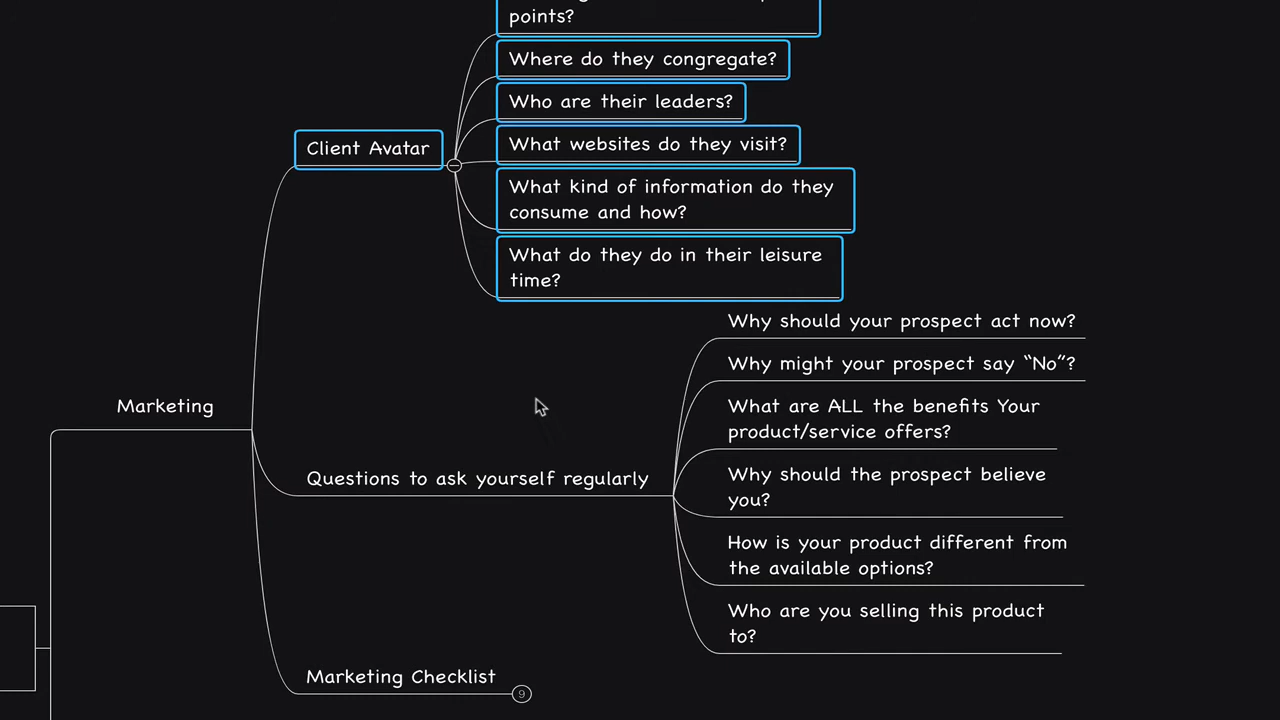 points?
Where do they congregate?
Who are their leaders?
Client Avatar
What websites do they visit?
What kind of information do they
consume and how?
What do they do in their leisure
time?
Marketing
Questions to ask yourself regularly
Why should your prospect act now?
Why might your prospect say “No”?
What are ALL the benefits Your
product/service offers?
Why should the prospect believe
you?
How is your product different from
the available options?
Who are you selling this product
to?
Marketing Checklist
9